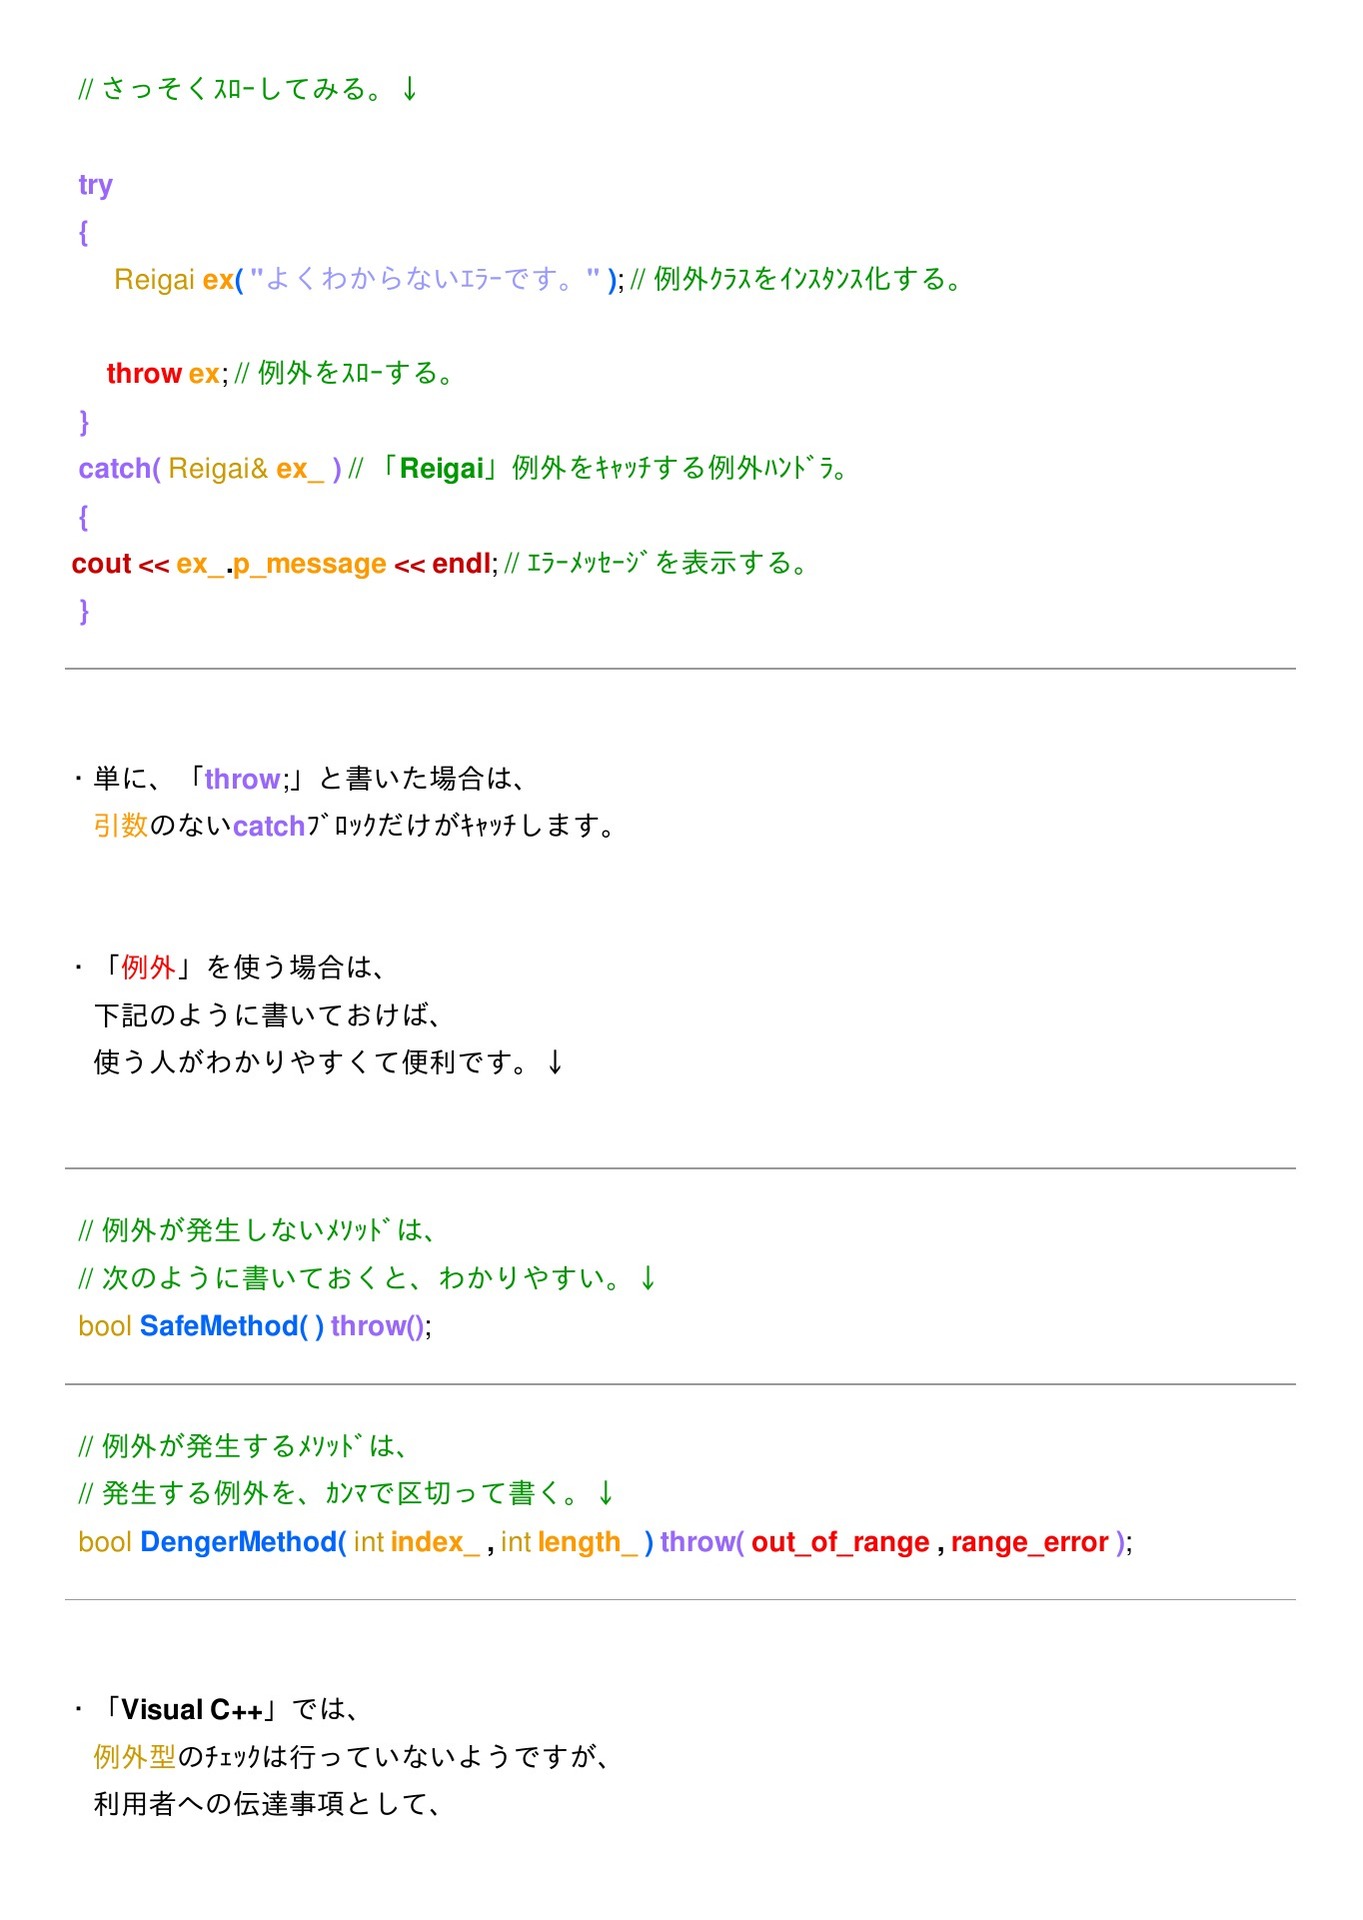 // さっそくｽﾛｰしてみる。↓
try
{
Reigai ex( "よくわからないｴﾗｰです。" ); // 例外ｸﾗｽをｲﾝｽﾀﾝｽ化する。
throw ex; // 例外をｽﾛｰする。
}
catch( Reigai& ex_ ) // 「Reigai」例外をｷｬｯﾁする例外ﾊﾝﾄﾞﾗ。
{
cout << ex_.p_message << endl; // ｴﾗｰﾒｯｾｰｼﾞを表示する。
}
・単に、「throw;」と書いた場合は、
引数のないcatchﾌﾞﾛｯｸだけがｷｬｯﾁします。
・「例外」を使う場合は、
下記のように書いておけば、
使う人がわかりやすくて便利です。↓
// 例外が発生しないﾒｿｯﾄﾞは、
// 次のように書いておくと、わかりやすい。↓
bool SafeMethod( ) throw();
// 例外が発生するﾒｿｯﾄﾞは、
// 発生する例外を、ｶﾝﾏで区切って書く。↓
bool DengerMethod( int index_ , int length_ ) throw( out_of_range , range_error );
・「Visual C++」では、
例外型のﾁｪｯｸは行っていないようですが、
利用者への伝達事項として、